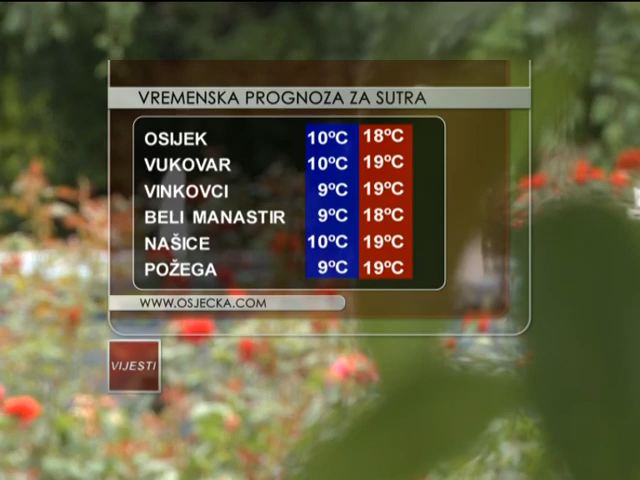 VREMENSKA PROGNOZA ZA SUTRA
OSIJEK 10ºC 18ºC
VUKOVAR 10ºC 19ºC
VINKOVCI 9ºC 19ºC
BELI MANASTIR 9ºC 18ºC
NAŠICE 10ºC 19ºC
POŽEGA 9ºC 19ºC
WWW.OSJECKA.COM
VIJESTI